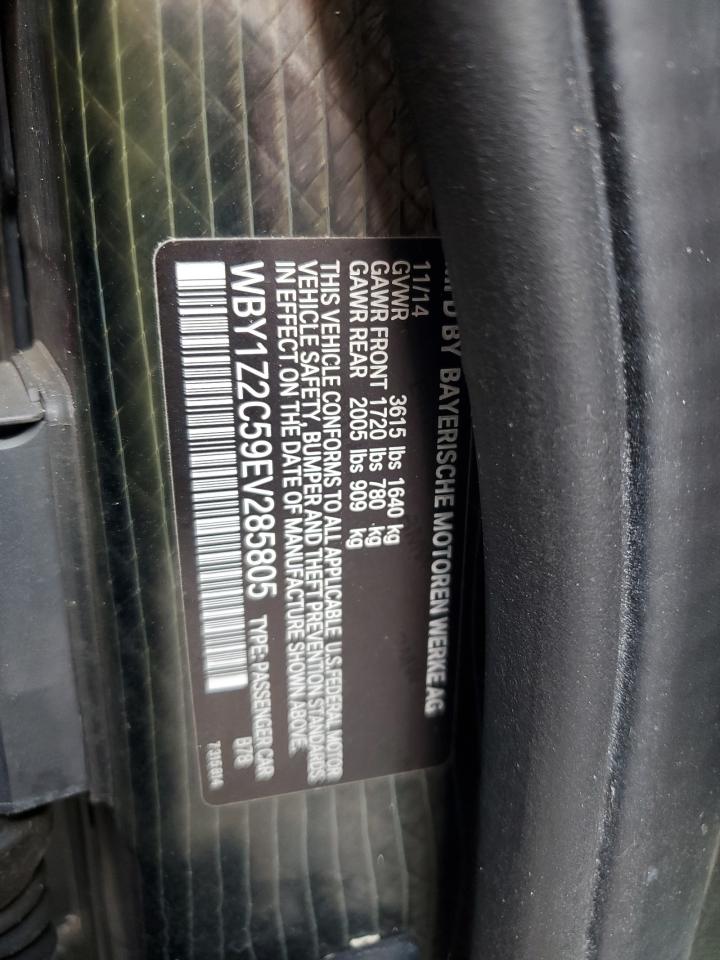 BY BAYERISCHE MOTOREN WERKE AG
11/14
GVWR 3615 lbs 1640 kg
GAWR FRONT 1720 lbs 780 kg
GAWR REAR 2005 lbs 909 kg
THIS VEHICLE CONFORMS TO ALL APPLICABLE U.S. FEDERAL MOTOR
VEHICLE SAFETY, BUMPER AND THEFT PREVENTION STANDARDS
IN EFFECT ON THE DATE OF MANUFACTURE SHOWN ABOVE.
WBY1Z2C59EV285805 TYPE: PASSENGER CAR
B78